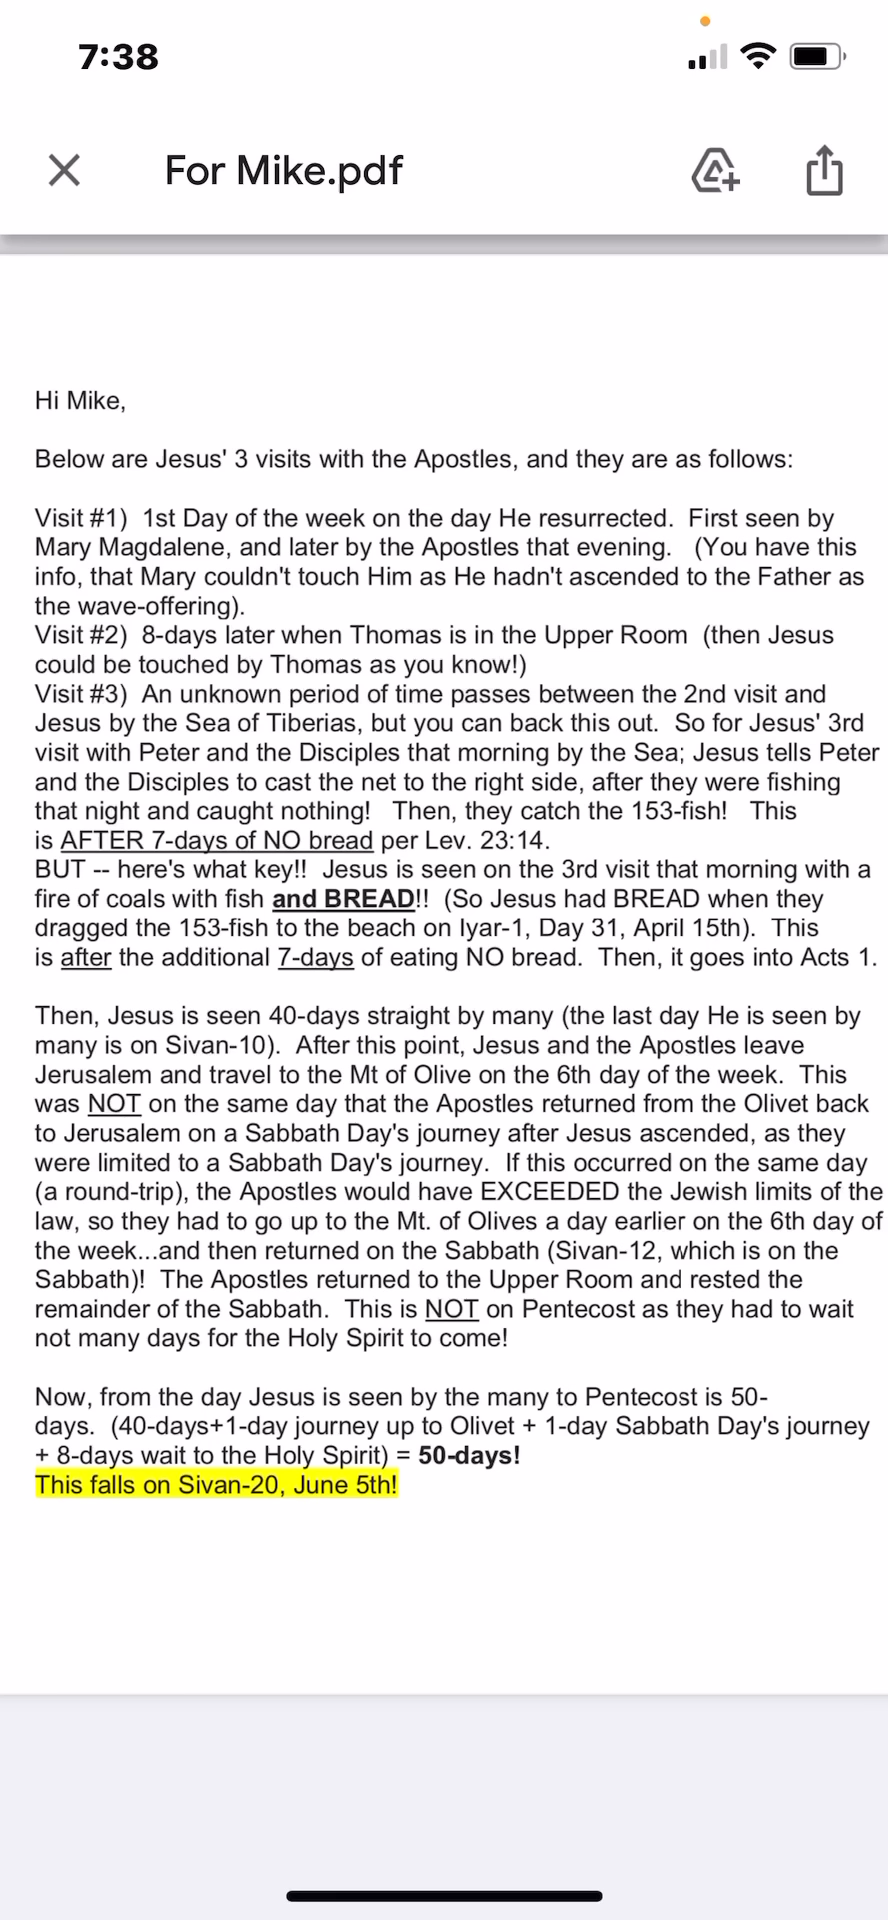 7:38
For Mike.pdf
Hi Mike,
Below are Jesus' 3 visits with the Apostles, and they are as follows:
Visit #1)  1st Day of the week on the day He resurrected.  First seen by
Mary Magdalene, and later by the Apostles that evening.   (You have this
info, that Mary couldn't touch Him as He hadn't ascended to the Father as
the wave-offering).
Visit #2)  8-days later when Thomas is in the Upper Room  (then Jesus
could be touched by Thomas as you know!)
Visit #3)  An unknown period of time passes between the 2nd visit and
Jesus by the Sea of Tiberias, but you can back this out.  So for Jesus' 3rd
visit with Peter and the Disciples that morning by the Sea; Jesus tells Peter
and the Disciples to cast the net to the right side, after they were fishing
that night and caught nothing!   Then, they catch the 153-fish!   This
is AFTER 7-days of NO bread per Lev. 23:14.
BUT -- here's what key!!  Jesus is seen on the 3rd visit that morning with a
fire of coals with fish and BREAD!!  (So Jesus had BREAD when they
dragged the 153-fish to the beach on Iyar-1, Day 31, April 15th).  This
is after the additional 7-days of eating NO bread.  Then, it goes into Acts 1.
Then, Jesus is seen 40-days straight by many (the last day He is seen by
many is on Sivan-10).  After this point, Jesus and the Apostles leave
Jerusalem and travel to the Mt of Olive on the 6th day of the week.  This
was NOT on the same day that the Apostles returned from the Olivet back
to Jerusalem on a Sabbath Day's journey after Jesus ascended, as they
were limited to a Sabbath Day's journey.  If this occurred on the same day
(a round-trip), the Apostles would have EXCEEDED the Jewish limits of the
law, so they had to go up to the Mt. of Olives a day earlier on the 6th day of
the week...and then returned on the Sabbath (Sivan-12, which is on the
Sabbath)!  The Apostles returned to the Upper Room and rested the
remainder of the Sabbath.  This is NOT on Pentecost as they had to wait
not many days for the Holy Spirit to come!
Now, from the day Jesus is seen by the many to Pentecost is 50-
days.  (40-days+1-day journey up to Olivet + 1-day Sabbath Day's journey
+ 8-days wait to the Holy Spirit) = 50-days!
This falls on Sivan-20, June 5th!